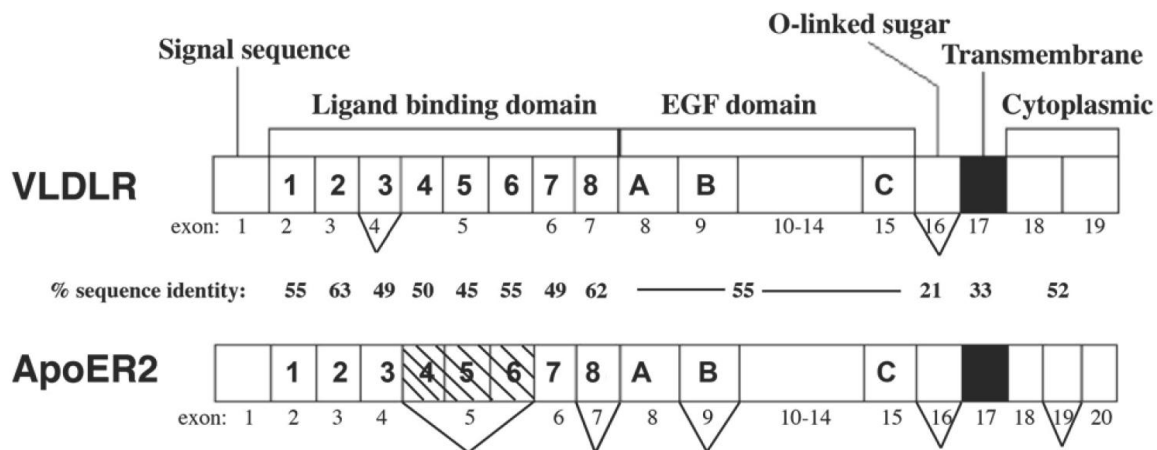 O-linked sugar
Signal sequence Transmembrane
Ligand binding domain EGF domain Cytoplasmic
VLDLR 1 2 3 4 5 6 7 8 A B C
exon: 1 2 3 4 5 6 7 8 9 10-14 15 16 17 18 19
% sequence identity: 55 63 49 50 45 55 49 62 55 21 33 52
ApoER2 1 2 3 4 5 6 7 8 A B C
exon: 1 2 3 4 5 6 7 8 9 10-14 15 16 17 18 19 20